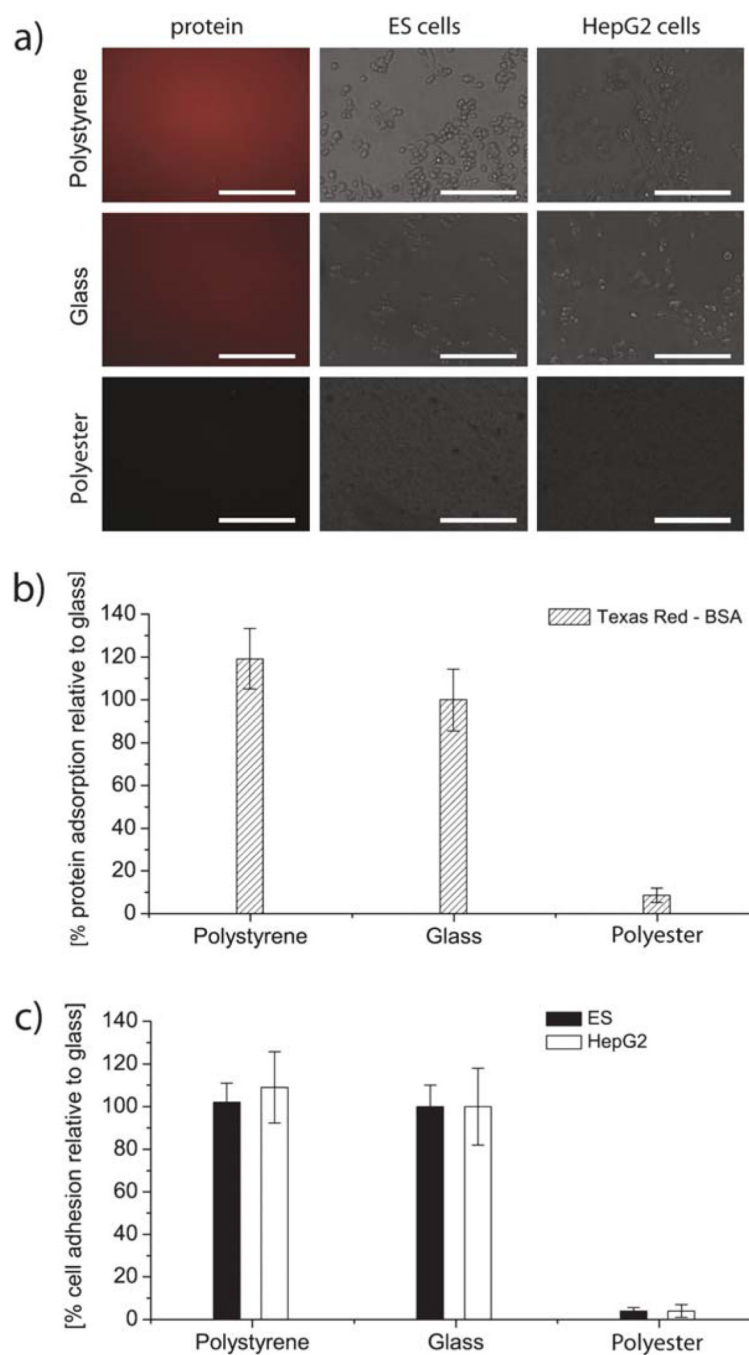 a)
protein ES cells HepG2 cells
Polystyrene
Glass
Polyester
b)
[% protein adsorption relative to glass]
140
120
100
80
60
40
20
0
Texas Red - BSA
Polystyrene Glass Polyester
c)
[% cell adhesion relative to glass]
140
120
100
80
60
40
20
0
ES
HepG2
Polystyrene Glass Polyester